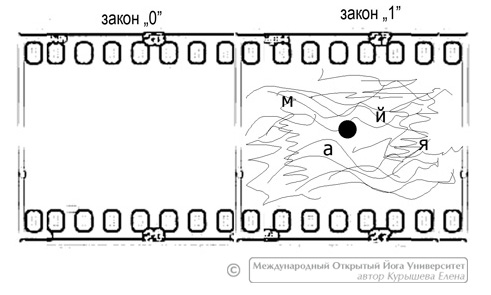 закон „0”
закон „1”
м
й
а
я
© Международный Открытый Йога Университет
автор Курышева Елена